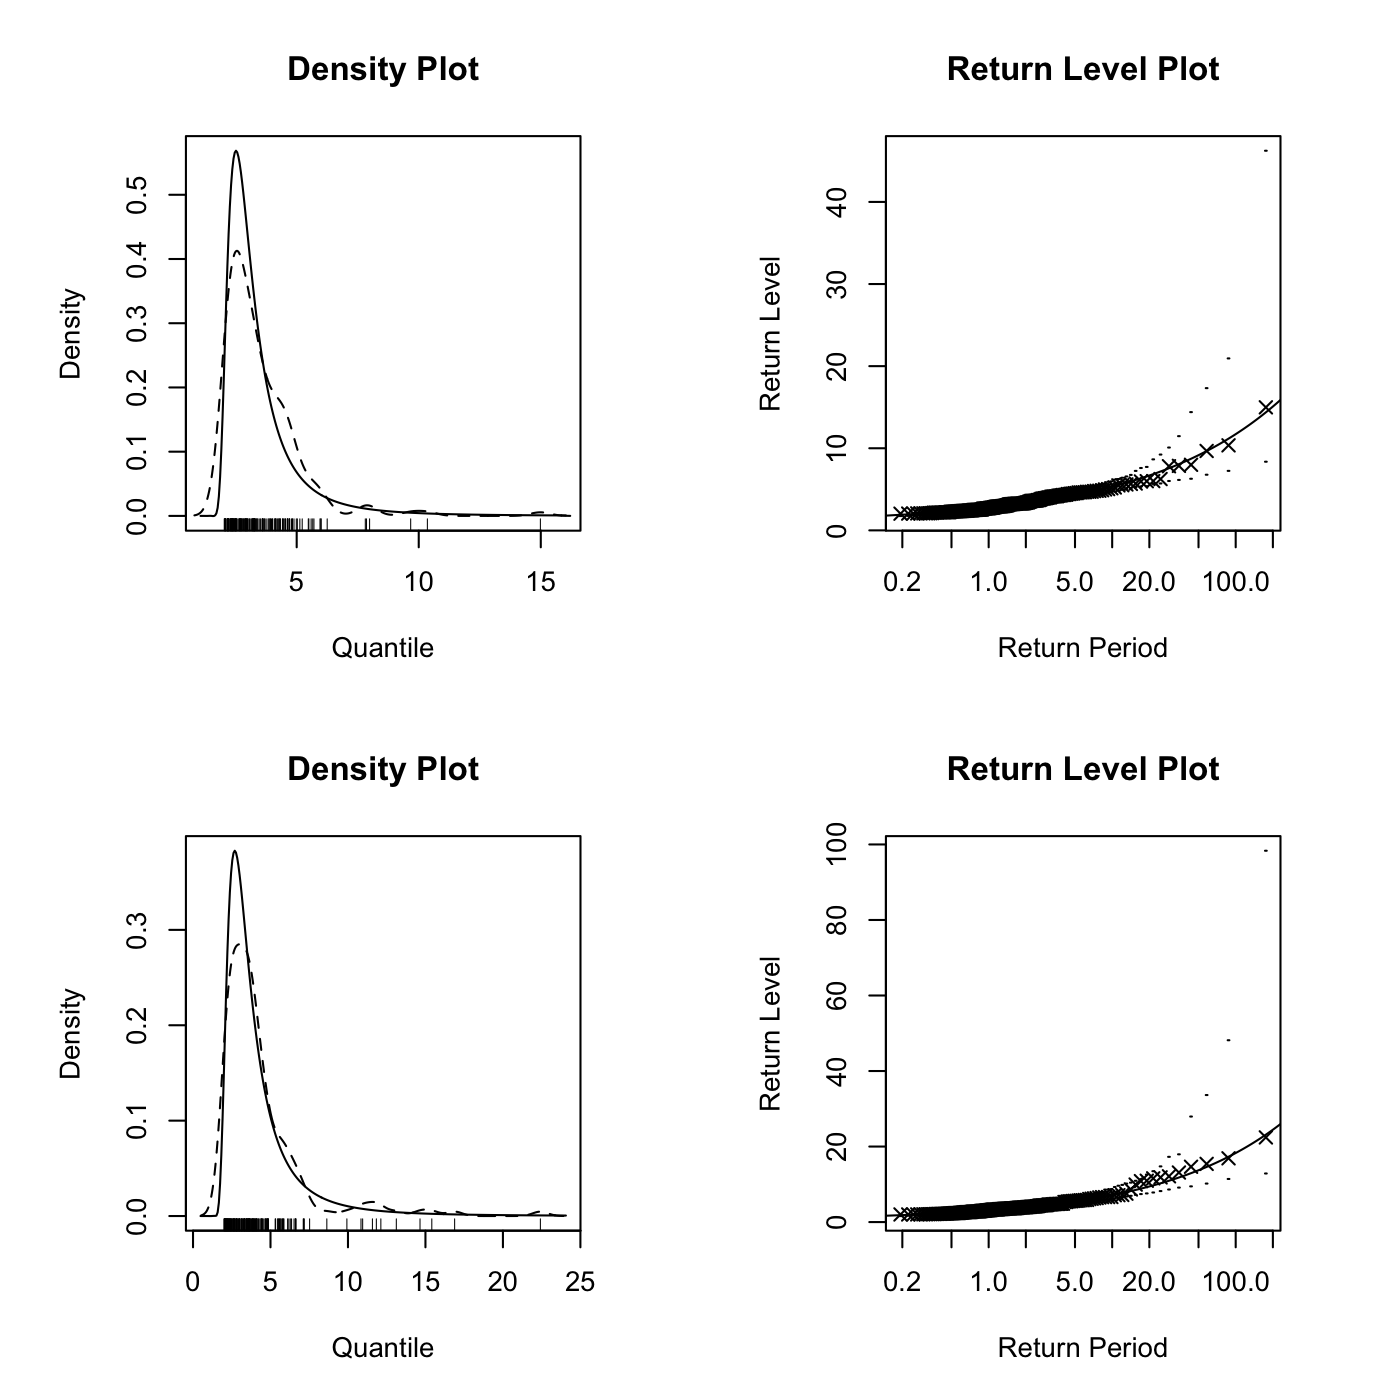 Density Plot
Density
0.0 0.1 0.2 0.3 0.4 0.5
5 10 15
Quantile
Return Level Plot
Return Level
0 10 20 30 40
0.2 1.0 5.0 20.0 100.0
Return Period
Density Plot
Density
0.0 0.1 0.2 0.3
0 5 10 15 20 25
Quantile
Return Level Plot
Return Level
0 20 40 60 80 100
0.2 1.0 5.0 20.0 100.0
Return Period